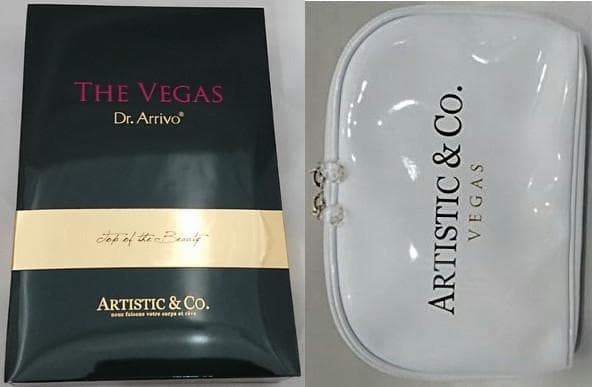 THE VEGAS
Dr. Arrivo®
Top of the Beauty
ARTISTIC & CO.
nous faisons votre corps et rêve
ARTISTIC & CO.
VEGAS